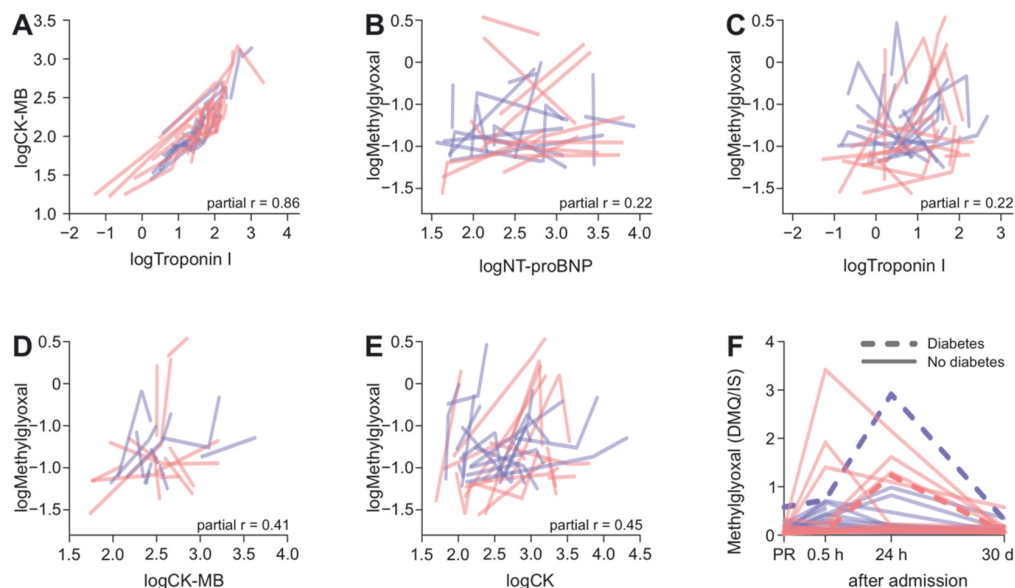 A
logCK-MB
3.5
3.0
2.5
2.0
1.5
1.0
partial r = 0.86
−2 −1 0 1 2 3 4
logTroponin I
B
logMethylglyoxal
0.5
0
−1.0
−1.0
−1.5
partial r = 0.22
1.5 2.0 2.5 3.0 3.5 4.0
logNT-proBNP
C
logMethylglyoxal
0.5
0
−1.0
−1.0
−1.5
partial r = 0.22
−2 −1 0 1 2 3
logTroponin I
D
logMethylglyoxal
0.5
0
−1.0
−1.5
partial r = 0.41
1.5 2.0 2.5 3.0 3.5 4.0
logCK-MB
E
logMethylglyoxal
0.5
0
−1.0
−1.5
partial r = 0.45
1.5 2.0 2.5 3.0 3.5 4.0 4.5
logCK
F
Methylglyoxal (DMQ/IS)
4
3
2
1
0
Diabetes
No diabetes
PR 0.5 h 24 h 30 d
after admission